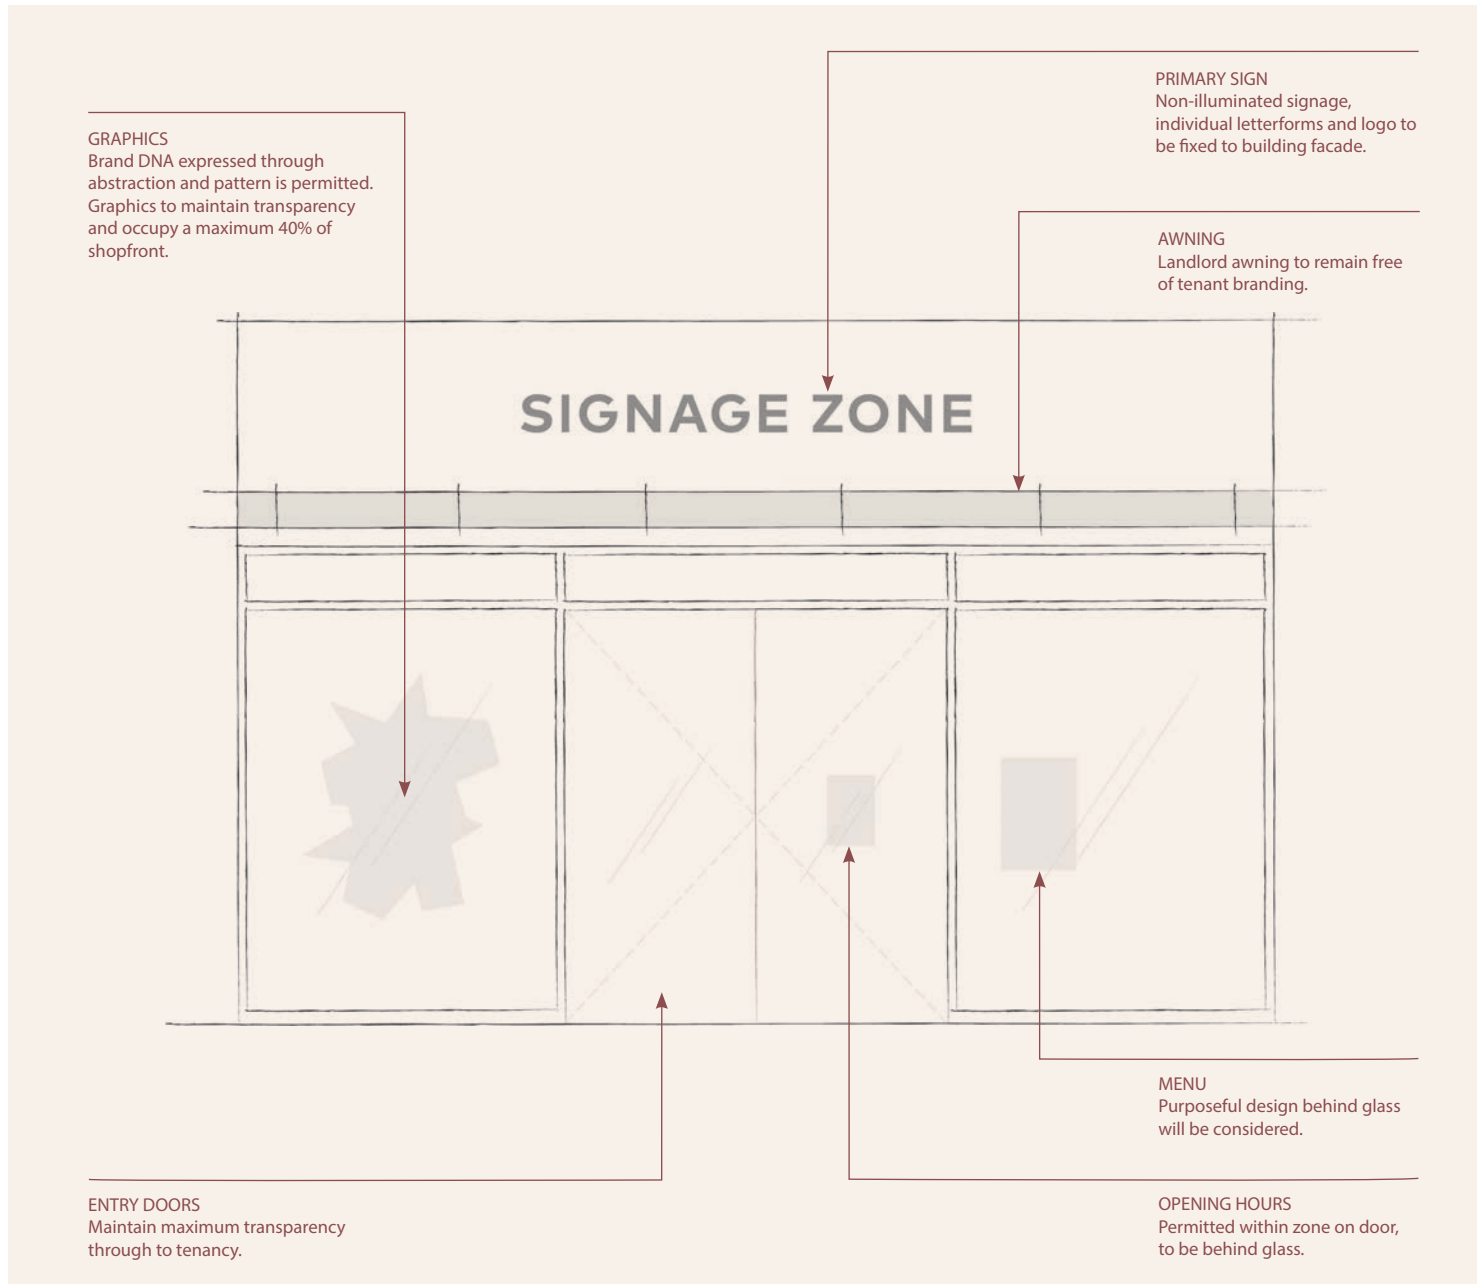 GRAPHICS
Brand DNA expressed through
abstraction and pattern is permitted.
Graphics to maintain transparency
and occupy a maximum 40% of
shopfront.
PRIMARY SIGN
Non-illuminated signage,
individual letterforms and logo to
be fixed to building facade.
AWNING
Landlord awning to remain free
of tenant branding.
SIGNAGE ZONE
MENU
Purposeful design behind glass
will be considered.
ENTRY DOORS
Maintain maximum transparency
through to tenancy.
OPENING HOURS
Permitted within zone on door,
to be behind glass.